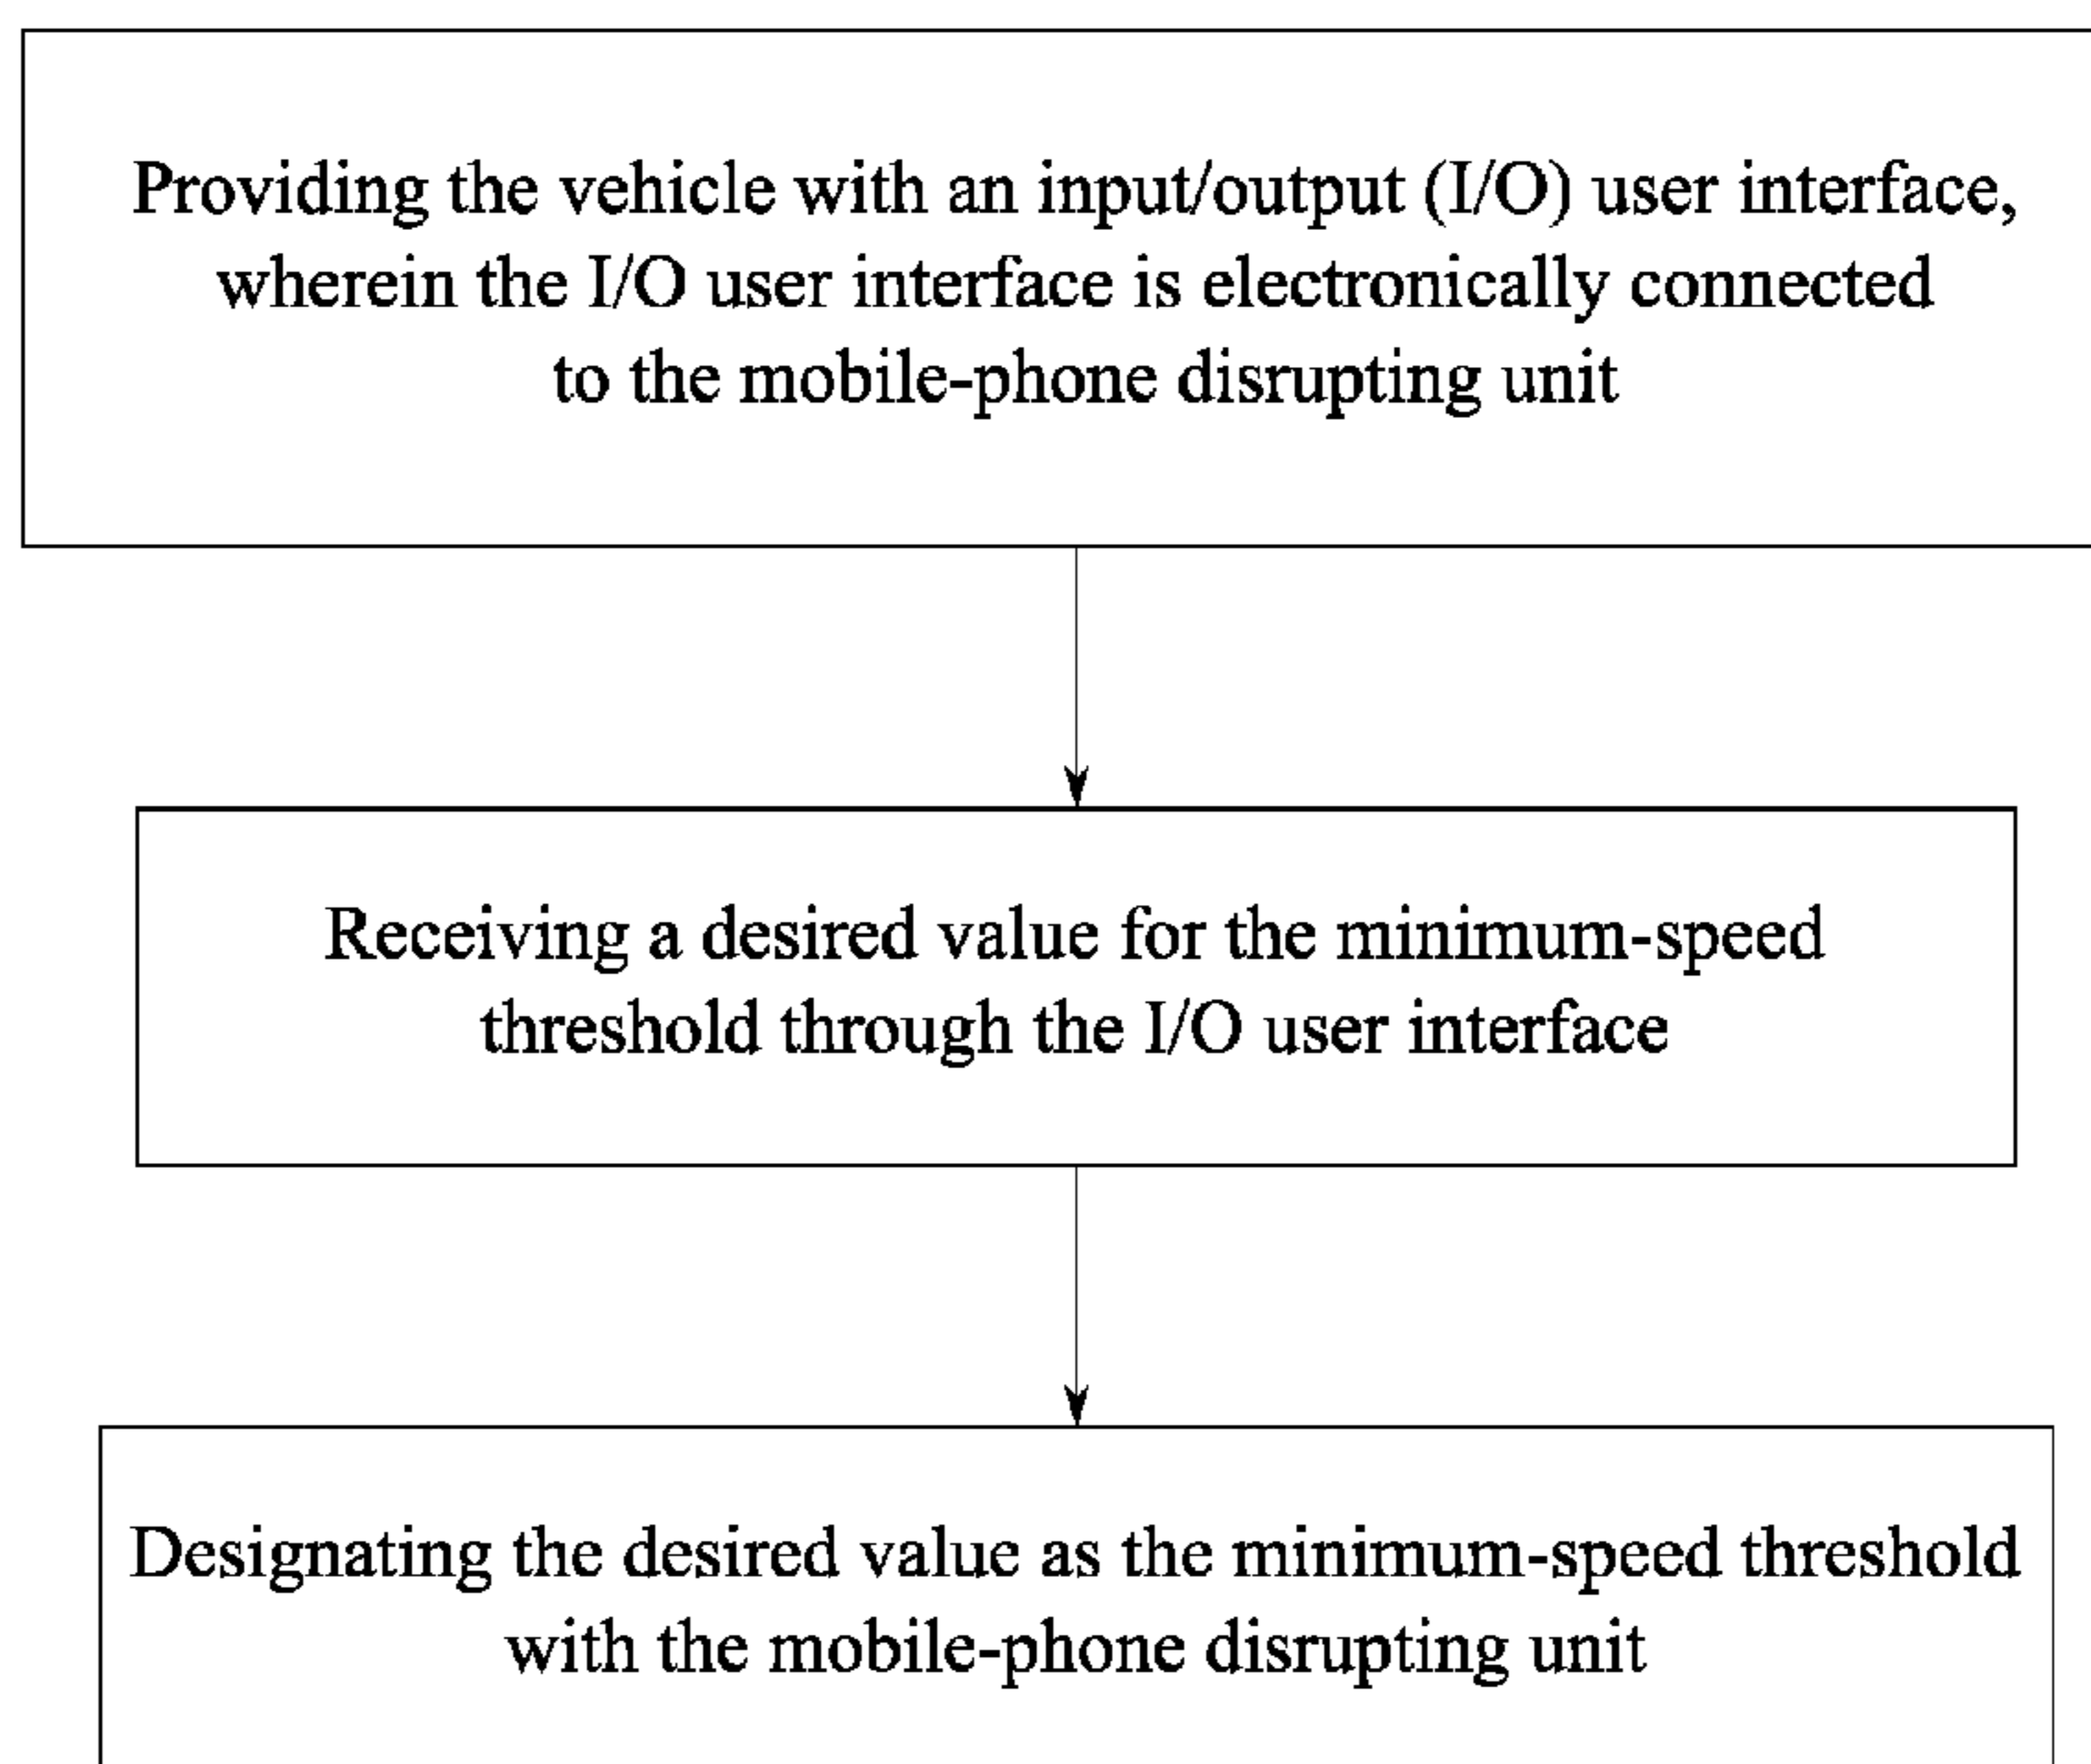 Providing the vehicle with an input/output (I/O) user interface,
wherein the I/O user interface is electronically connected
to the mobile-phone disrupting unit
Receiving a desired value for the minimum-speed
threshold through the I/O user interface
Designating the desired value as the minimum-speed threshold
with the mobile-phone disrupting unit